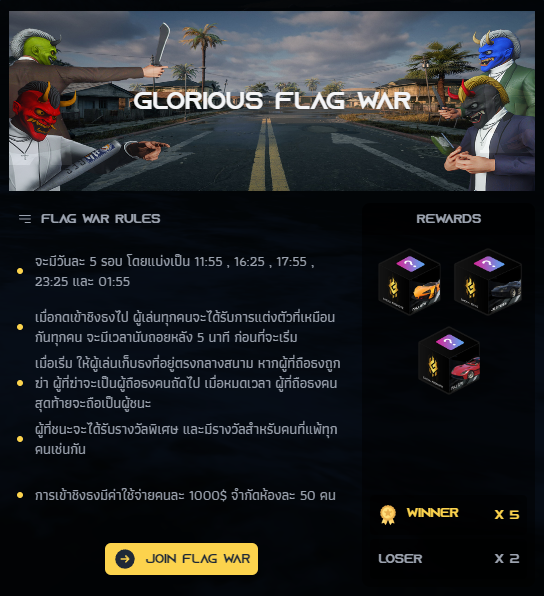 GLORIOUS FLAG WAR
FLAG WAR RULES
จะมีวันละ 5 รอบ โดยแบ่งเป็น 11:55 , 16:25 , 17:55 ,
23:25 และ 01:55
เมื่อกดเข้าชิงธงไป ผู้เล่นทุกคนจะได้รับการแต่งตัวที่เหมือน
กันทุกคน จะมีเวลานับถอยหลัง 5 นาที ก่อนที่จะเริ่ม
เมื่อเริ่ม ให้ผู้เล่นเก็บธงที่อยู่ตรงกลางสนาม หากผู้ที่ถือธงถูก
ฆ่า ผู้ที่ฆ่าจะเป็นผู้ถือธงคนถัดไป เมื่อหมดเวลา ผู้ที่ถือธงคน
สุดท้ายจะถือเป็นผู้ชนะ
ผู้ที่ชนะจะได้รับรางวัลพิเศษ และมีรางวัลสำหรับคนที่แพ้ทุก
คนเช่นกัน
การเข้าชิงธงมีค่าใช้จ่ายคนละ 1000$ จำกัดห้องละ 50 คน
JOIN FLAG WAR
REWARDS
WINNER X 5
LOSER X 2